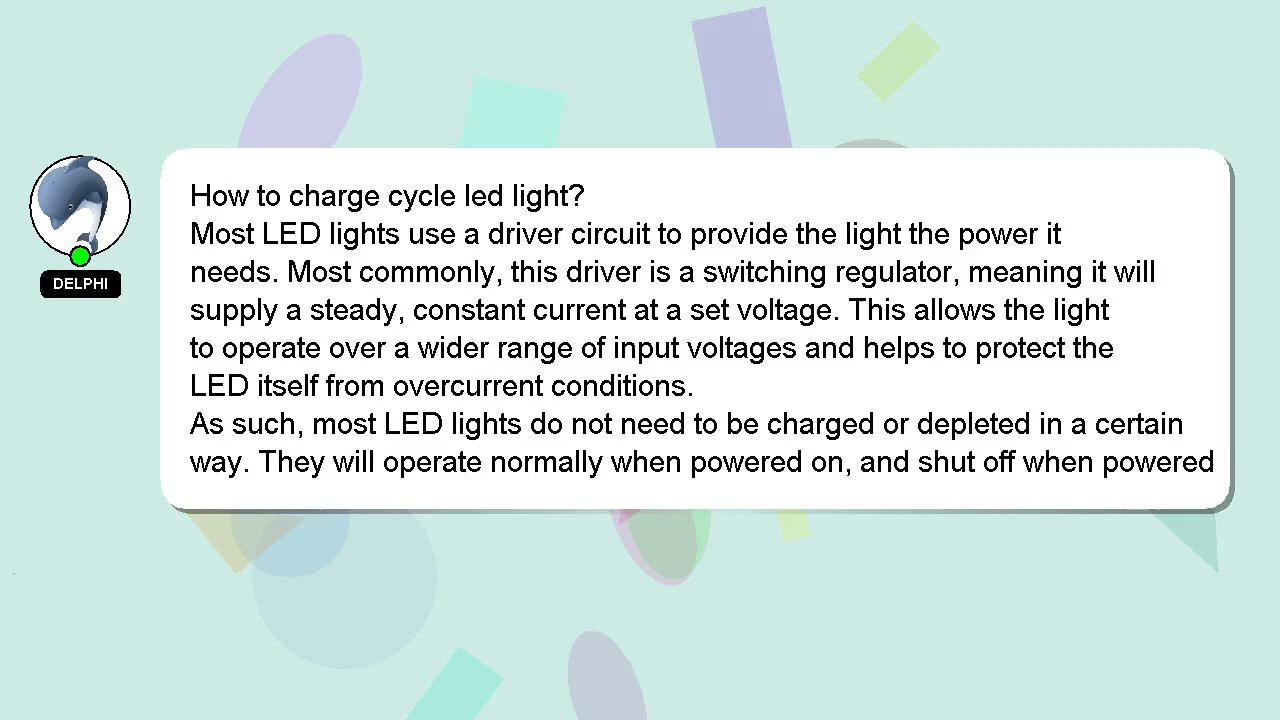 DELPHI
How to charge cycle led light?
Most LED lights use a driver circuit to provide the light the power it
needs. Most commonly, this driver is a switching regulator, meaning it will
supply a steady, constant current at a set voltage. This allows the light
to operate over a wider range of input voltages and helps to protect the
LED itself from overcurrent conditions.
As such, most LED lights do not need to be charged or depleted in a certain
way. They will operate normally when powered on, and shut off when powered